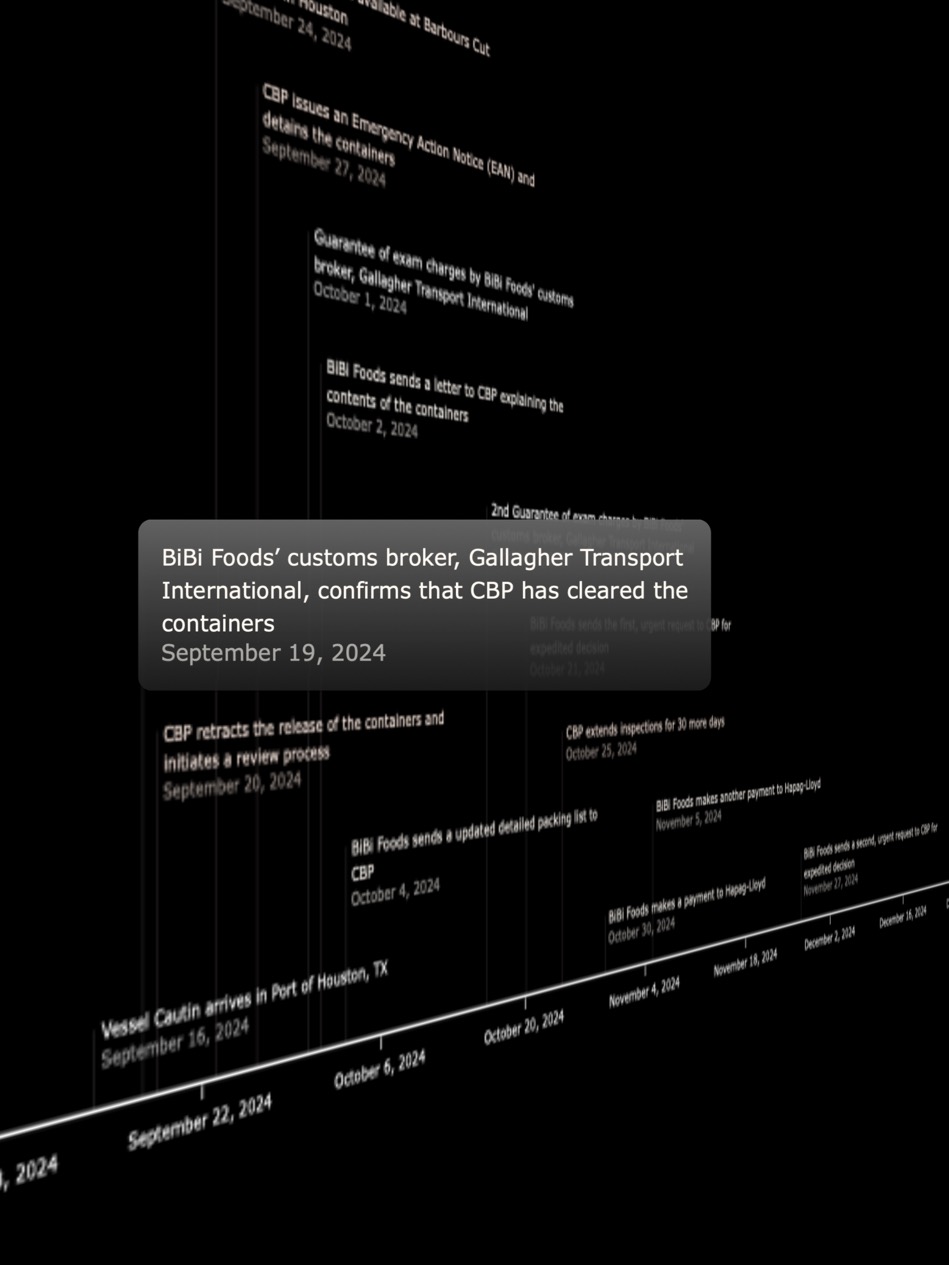 vailable at Barbours Cut
Houston
September 24, 2024
CBP issues an Emergency Action Notice (EAN) and
detains the containers
September 27, 2024
Guarantee of exam charges by BiBi Foods' customs
broker, Gallagher Transport International
October 1, 2024
BiBi Foods sends a letter to CBP explaining the
contents of the containers
October 2, 2024
2nd Guarantee of exam charges by BiBi Foods'
customs broker, Gallagher Transport International
BiBi Foods’ customs broker, Gallagher Transport
International, confirms that CBP has cleared the
containers
September 19, 2024
BiBi Foods sends the first, urgent request to CBP for
expedited decision
October 21, 2024
CBP retracts the release of the containers and
initiates a review process
September 20, 2024
CBP extends inspections for 30 more days
October 25, 2024
BiBi Foods makes another payment to Hapag-Lloyd
November 5, 2024
BiBi Foods sends a updated detailed packing list to
CBP
October 4, 2024
BiBi Foods sends a second, urgent request to CBP for
expedited decision
November 27, 2024
BiBi Foods makes a payment to Hapag-Lloyd
October 30, 2024
Vessel Cautin arrives in Port of Houston, TX
September 16, 2024
, 2024
September 22, 2024
October 6, 2024
October 20, 2024
November 4, 2024
November 18, 2024
December 2, 2024
December 16, 2024